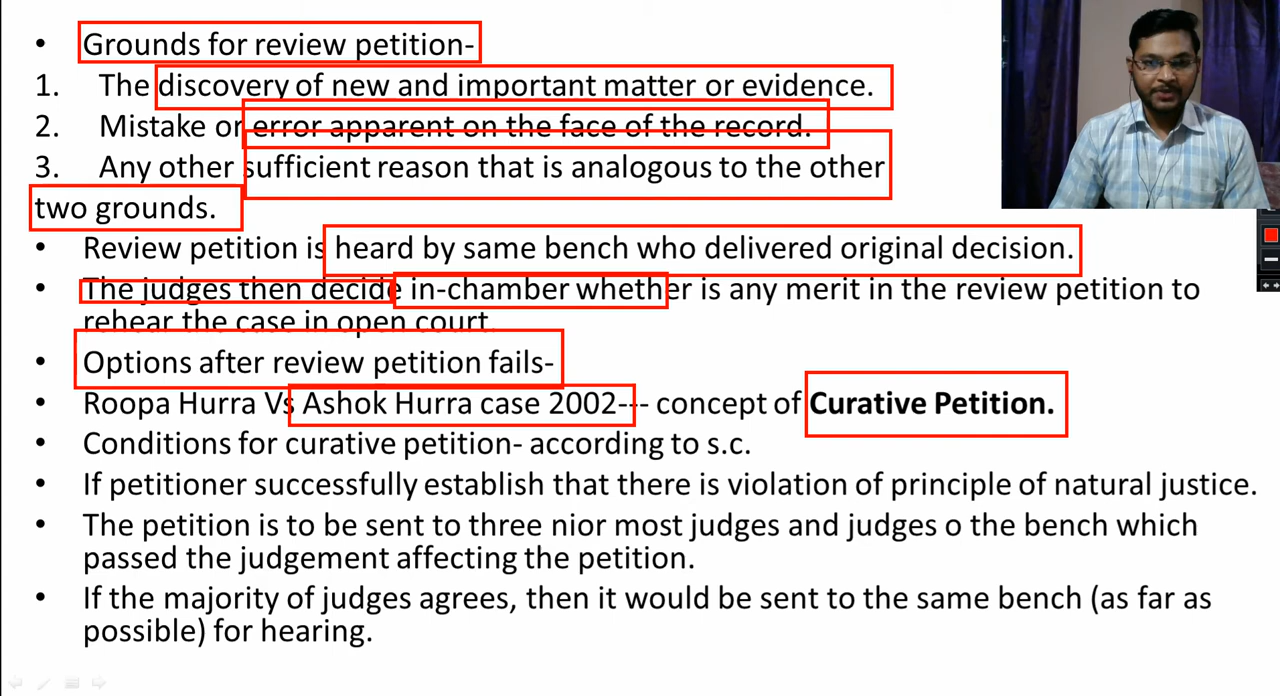 • Grounds for review petition-
1. The discovery of new and important matter or evidence.
2. Mistake or error apparent on the face of the record.
3. Any other sufficient reason that is analogous to the other
two grounds.
• Review petition is heard by same bench who delivered original decision.
• The judges then decide in-chamber whether is any merit in the review petition to
rehear the case in open court.
• Options after review petition fails-
• Roopa Hurra Vs Ashok Hurra case 2002--- concept of Curative Petition.
• Conditions for curative petition- according to s.c.
• If petitioner successfully establish that there is violation of principle of natural justice.
• The petition is to be sent to three nior most judges and judges o the bench which
passed the judgement affecting the petition.
• If the majority of judges agrees, then it would be sent to the same bench (as far as
possible) for hearing.